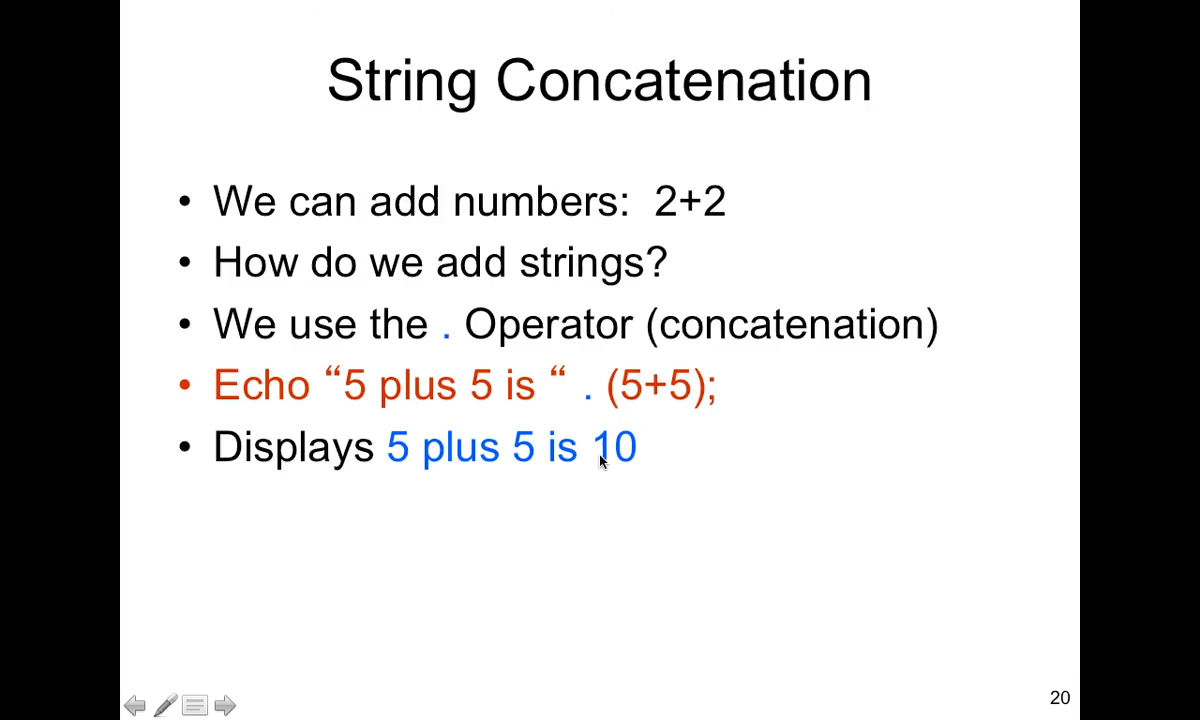 String Concatenation
• We can add numbers:  2+2
• How do we add strings?
• We use the . Operator (concatenation)
• Echo “5 plus 5 is “ . (5+5);
• Displays 5 plus 5 is 10
20